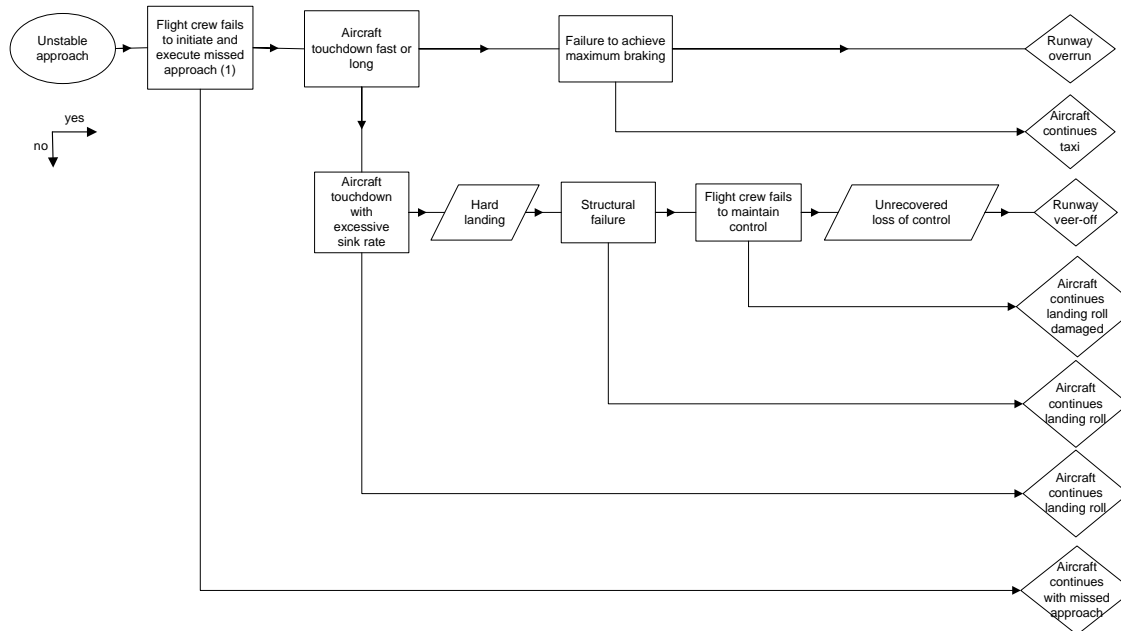 Unstable
approach
Flight crew fails
to initiate and
execute missed
approach (1)
Aircraft
touchdown fast or
long
Failure to achieve
maximum braking
Runway
overrun
yes
no
Aircraft
continues
taxi
Aircraft
touchdown
with
excessive
sink rate
Hard
landing
Structural
failure
Flight crew fails
to maintain
control
Unrecovered
loss of control
Runway
veer-off
Aircraft
continues
landing roll
damaged
Aircraft
continues
landing roll
Aircraft
continues
landing roll
Aircraft
continues
with missed
approach